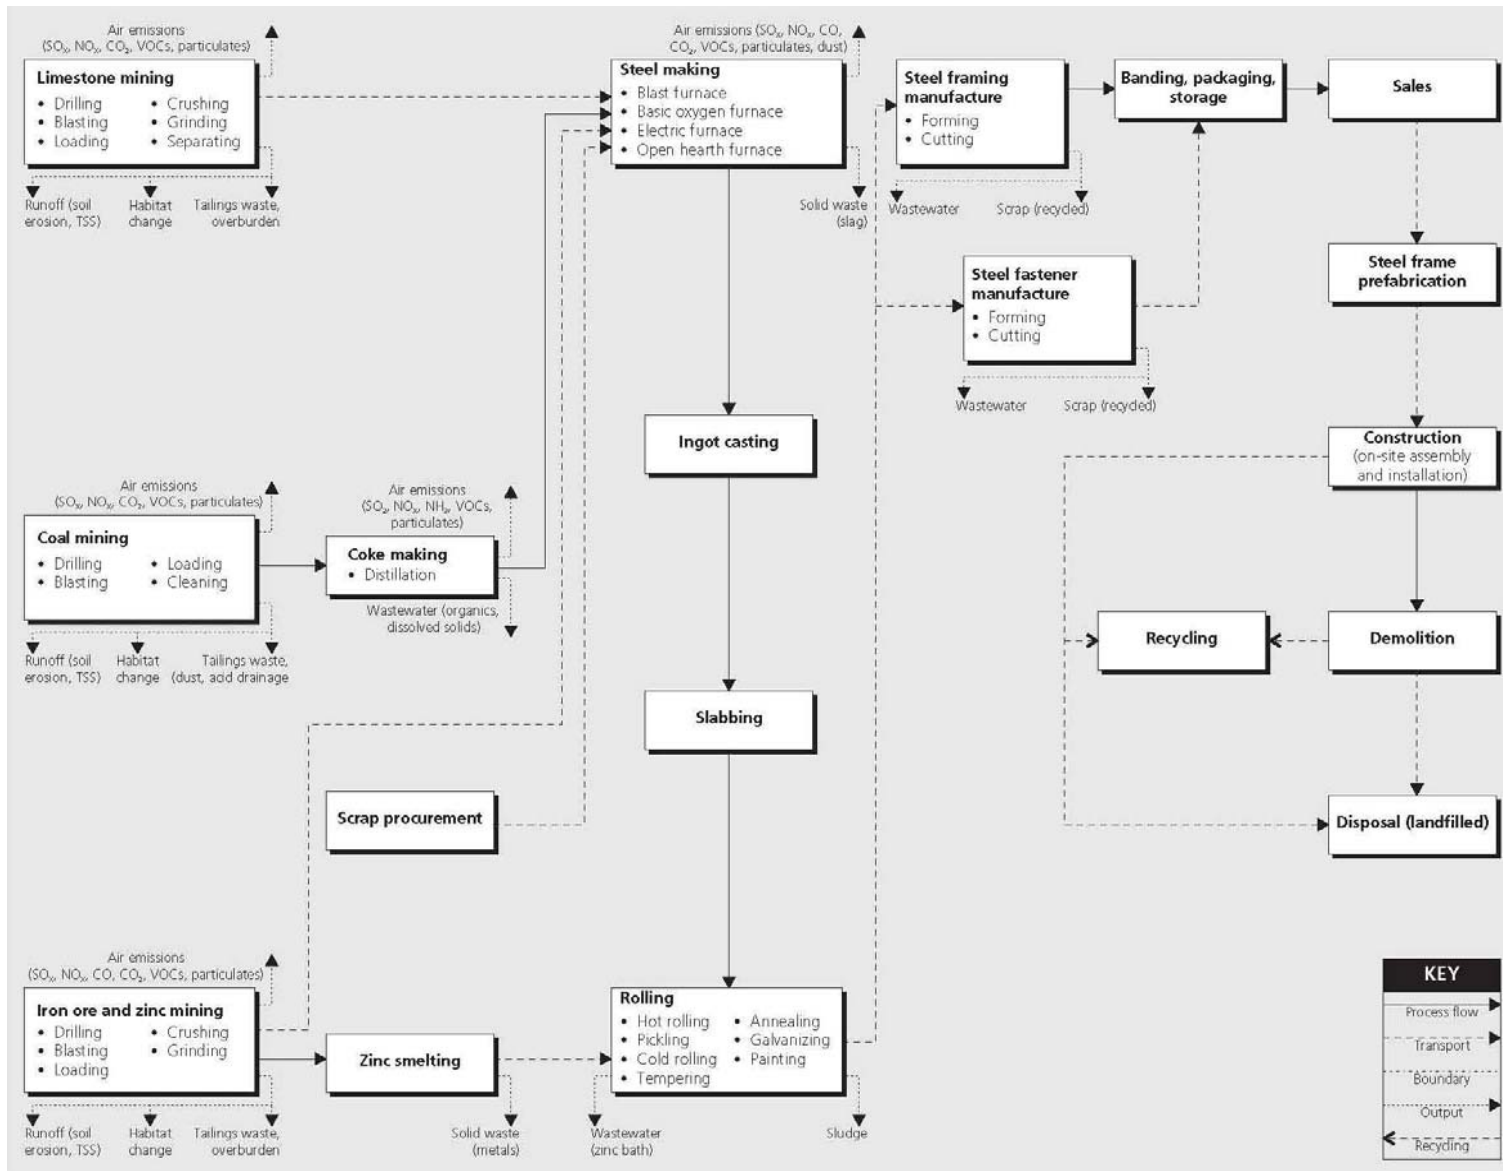 Air emissions
(SOₓ, NOₓ, CO₂, VOCs, particulates)
Limestone mining
• Drilling
• Blasting
• Loading
• Crushing
• Grinding
• Separating
Runoff (soil
erosion, TSS)
Habitat
change
Tailings waste,
overburden
Air emissions (SOₓ, NOₓ, CO,
CO₂, VOCs, particulates, dust)
Steel making
• Blast furnace
• Basic oxygen furnace
• Electric furnace
• Open hearth furnace
Solid waste
(slag)
Steel framing
manufacture
• Forming
• Cutting
Wastewater
Scrap (recycled)
Banding, packaging,
storage
Sales
Steel fastener
manufacture
• Forming
• Cutting
Wastewater
Scrap (recycled)
Steel frame
prefabrication
Ingot casting
Construction
(on-site assembly
and installation)
Air emissions
(SOₓ, NOₓ, CO₂, VOCs, particulates)
Coal mining
• Drilling
• Blasting
• Loading
• Cleaning
Runoff (soil
erosion, TSS)
Habitat
change
Tailings waste,
(dust, acid drainage
Air emissions
(SOₓ, NOₓ, NHₓ, VOCs,
particulates)
Coke making
• Distillation
Wastewater (organics,
dissolved solids)
Recycling
Demolition
Slabbing
Scrap procurement
Disposal (landfilled)
Air emissions
(SOₓ, NOₓ, CO, CO₂, VOCs, particulates)
Iron ore and zinc mining
• Drilling
• Blasting
• Loading
• Crushing
• Grinding
Runoff (soil
erosion, TSS)
Habitat
change
Tailings waste,
overburden
Zinc smelting
Solid waste
(metals)
Rolling
• Hot rolling
• Pickling
• Cold rolling
• Tempering
• Annealing
• Galvanizing
• Painting
Wastewater
(zinc bath)
Sludge
KEY
Process flow
Transport
Boundary
Output
Recycling